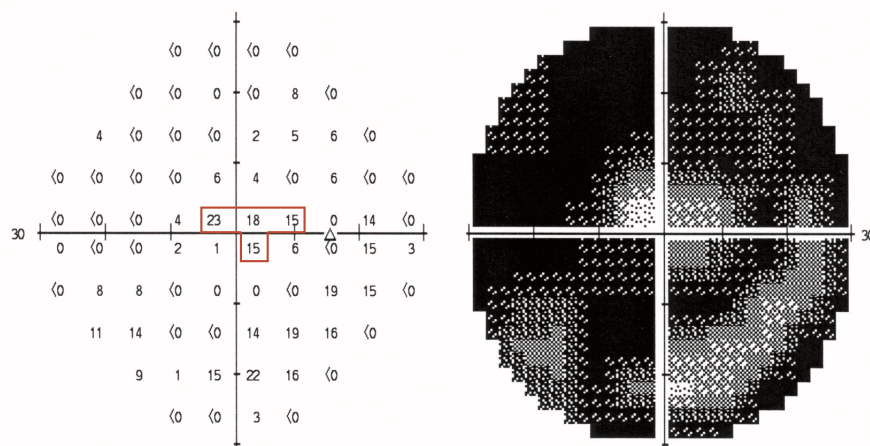 <0 <0 <0 <0
<0 <0 0 <0 8 <0
4 <0 <0 <0 2 5 6 <0
<0 <0 <0 <0 6 4 <0 6 <0 <0
<0 <0 <0 4 23 18 15 0 14 <0
30 30
0 <0 <0 2 1 15 6 <0 15 3
<0 8 8 <0 0 0 <0 19 15 <0
11 14 <0 <0 14 19 16 <0
9 1 15 22 16 <0
<0 <0 3 <0